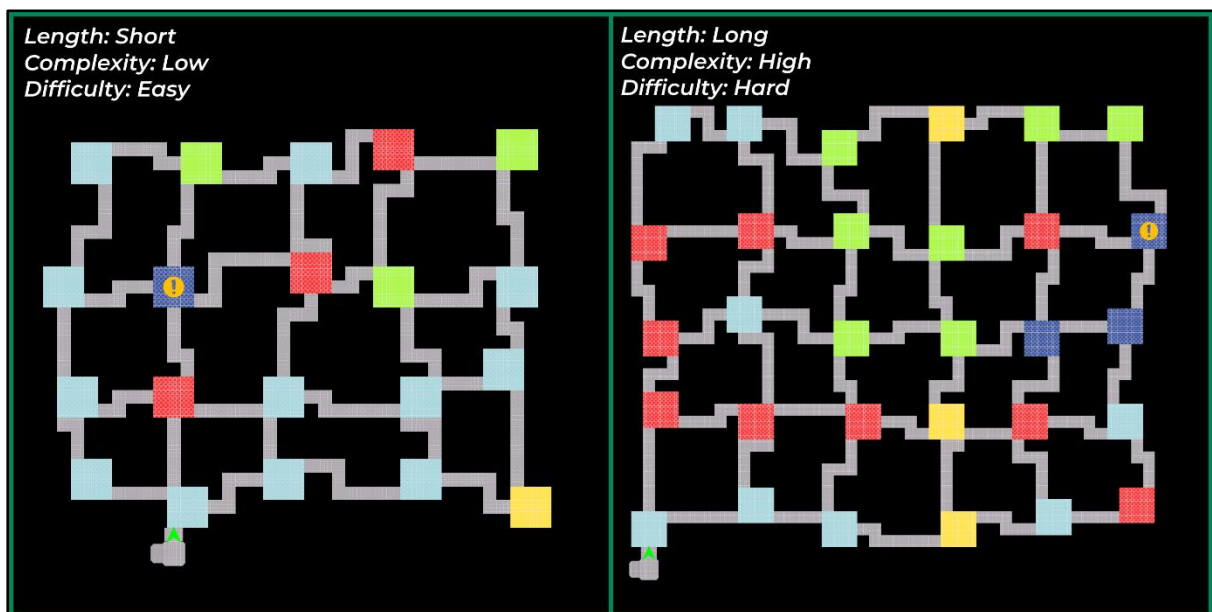 Length: Short
Complexity: Low
Difficulty: Easy
Length: Long
Complexity: High
Difficulty: Hard
!
!